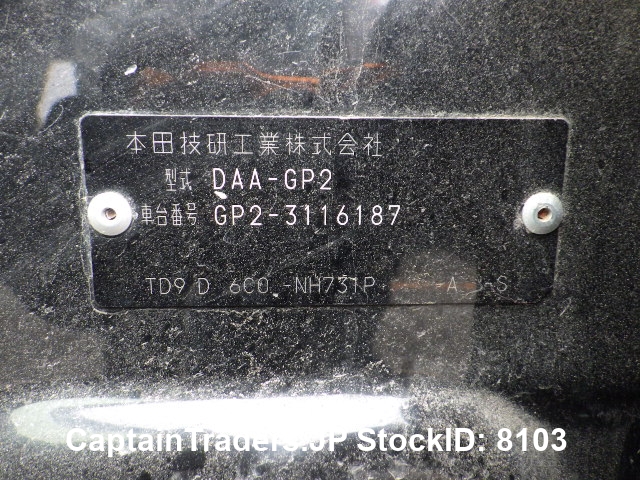 本田技研工業株式会社
型式 DAA-GP2
車台番号 GP2-3116187
TD9 D 6C0 -NH731P -A -S
CaptainTraders.JP StockID: 8103